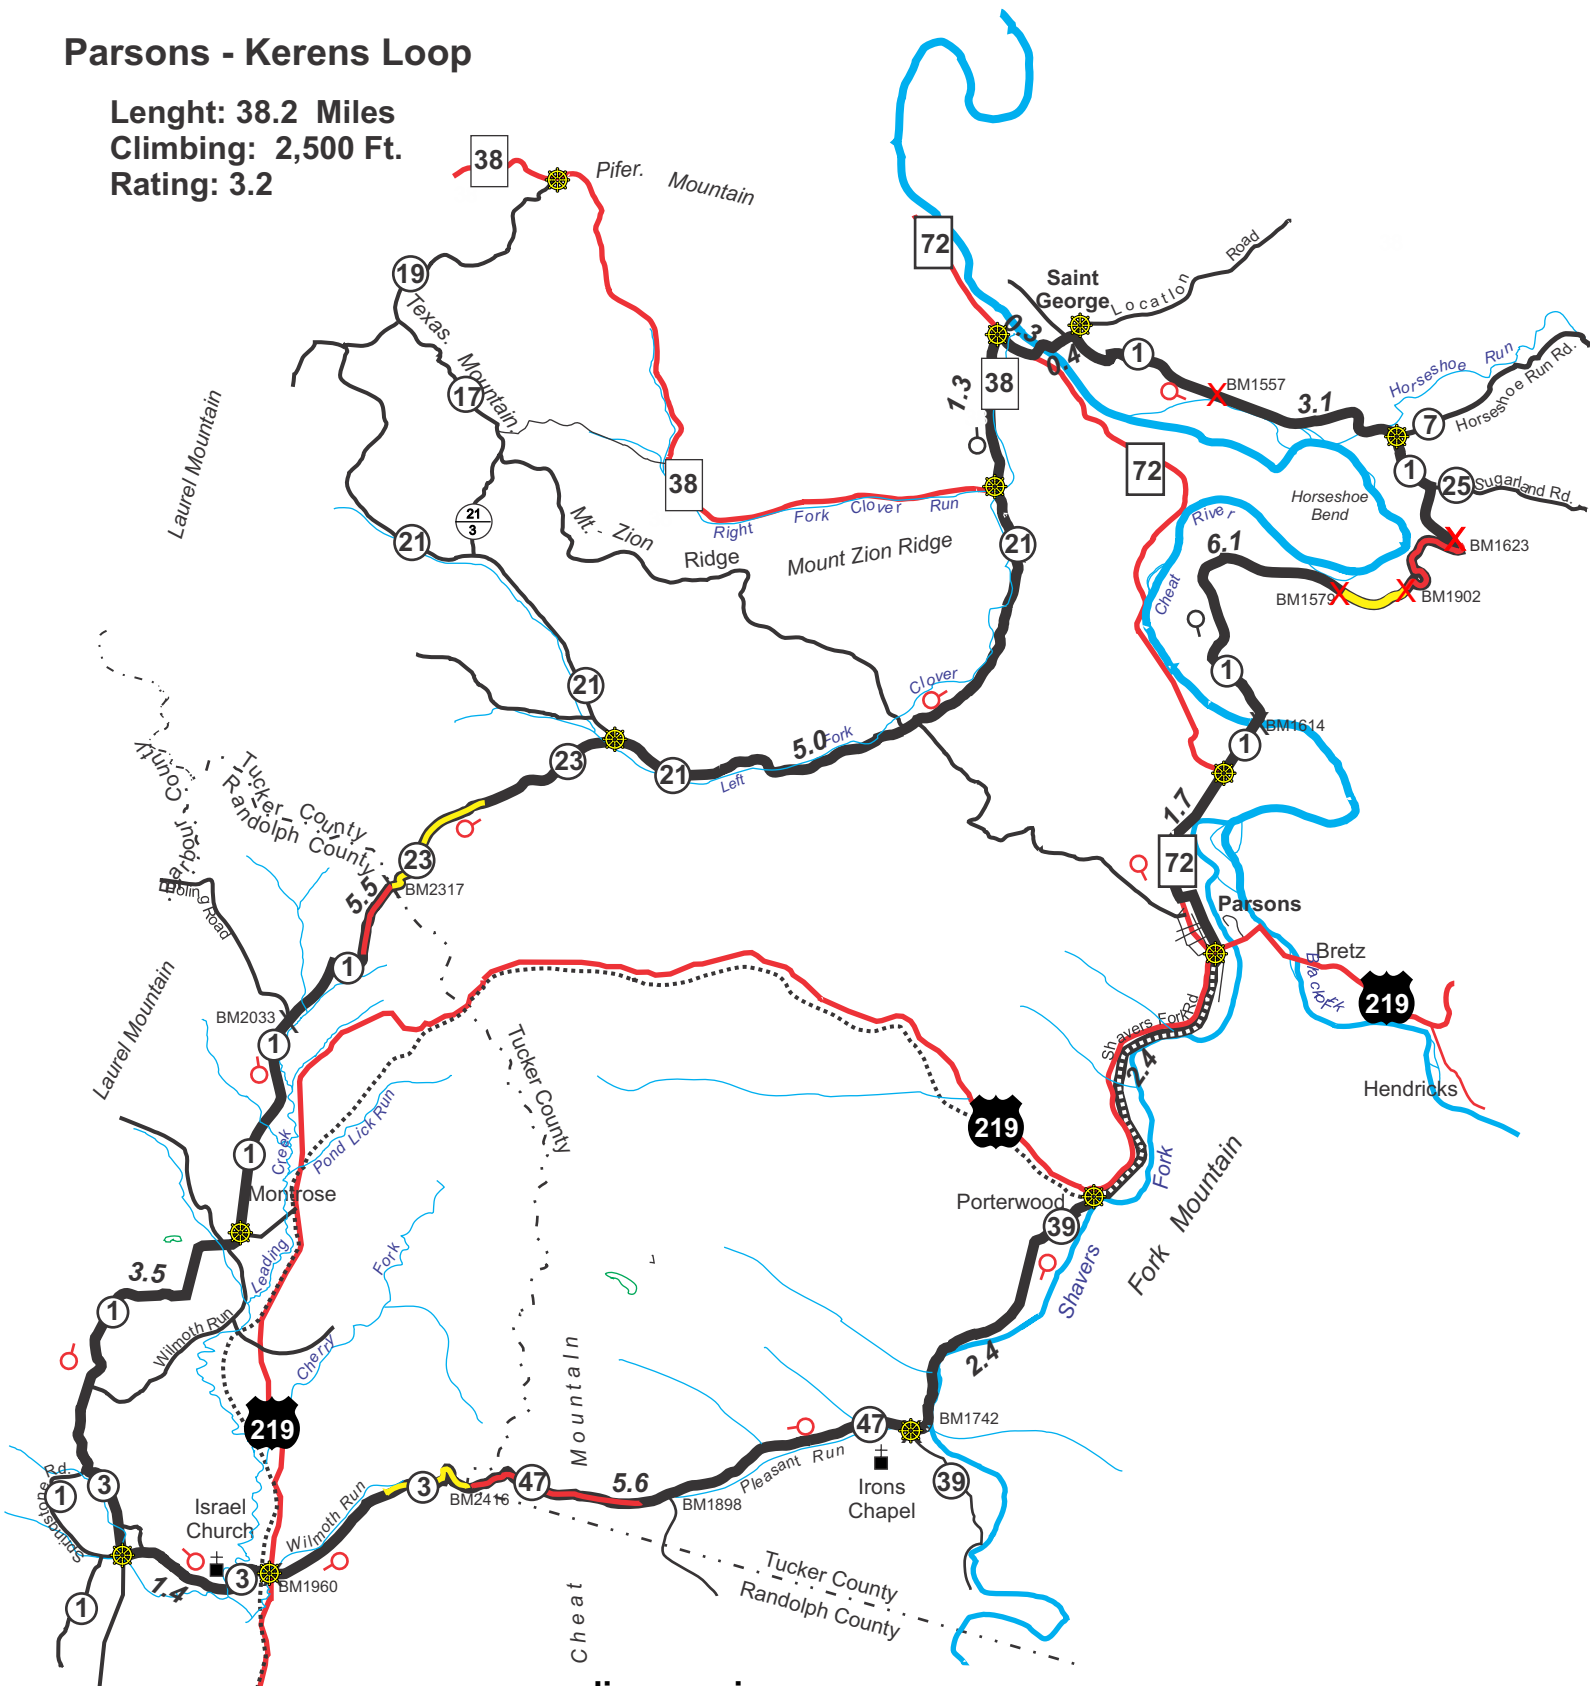 Parsons - Kerens Loop
Lenght: 38.2 Miles
Climbing: 2,500 Ft.
Rating: 3.2
38
Pifer. Mountain
72
Saint
George
Location Road
19
Texas. Mountain.
0.3
0.4
1
BM1557
3.1
Horseshoe Run
Horseshoe Run Rd.
7
38
1.3
17
Laurel Mountain
72
1
25
Sugarland Rd.
38
Right Fork Clover Run
Horseshoe
Bend
River
21
3
21
Mt.- Zion
Ridge
Mount Zion Ridge
21
6.1
BM1623
BM1579
BM1902
Cheat
1
21
Clover
BM1614
1
5.0
Fork
23
21
Left
Tucker County
Randolph County
Barbour County
1.7
23
BM2317
5.5
72
Road
Parsons
Bretz
219
1
Laurel Mountain
BM2033
1
Tucker County
Shavers Fork Rd
2.4
Hendricks
219
Creek
Pond Lick Run
1
Montrose
Fork
Fork Mountain
Porterwood
39
Shavers
Leading
Fork
3.5
1
Wilmoth Run
Cherry
2.4
Cheat Mountain
219
BM1742
47
Pleasant Run
Irons
Chapel
39
Springstone
Rd.
1
3
Israel
Church
Wilmoth Run
3
BM2416
47
5.6
BM1898
1.4
3
BM1960
1
Tucker County
Randolph County